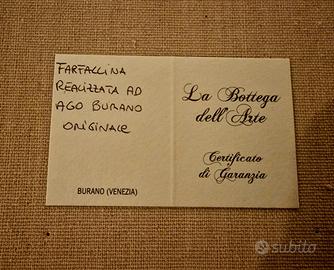 FARFALLINA
REALIZZATA AD
AGO BURANO
ORIGINALE
BURANO (VENEZIA)
La Bottega
dell'Arte
Certificato
di Garanzia
subito